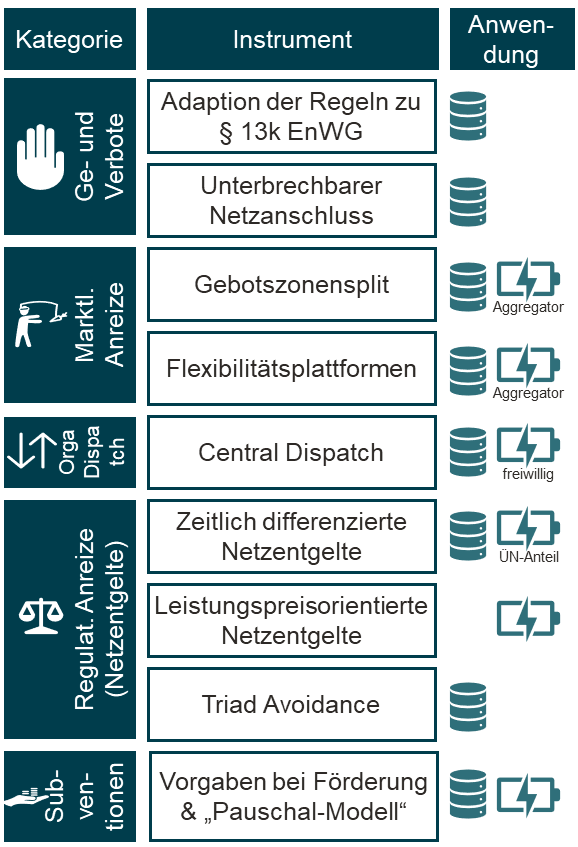 Kategorie
Instrument
Anwen-
dung
Ge- und
Verbote
Adaption der Regeln zu
§ 13k EnWG
Unterbrechbarer
Netzanschluss
Marktl.
Anreize
Gebotszonensplit
Aggregator
Flexibilitätsplattformen
Aggregator
Orga
Dispa
tch
Central Dispatch
freiwillig
Regulat. Anreize
(Netzentgelte)
Zeitlich differenzierte
Netzentgelte
ÜN-Anteil
Leistungspreisorientierte
Netzentgelte
Triad Avoidance
Sub-
ven-
tionen
Vorgaben bei Förderung
& „Pauschal-Modell“